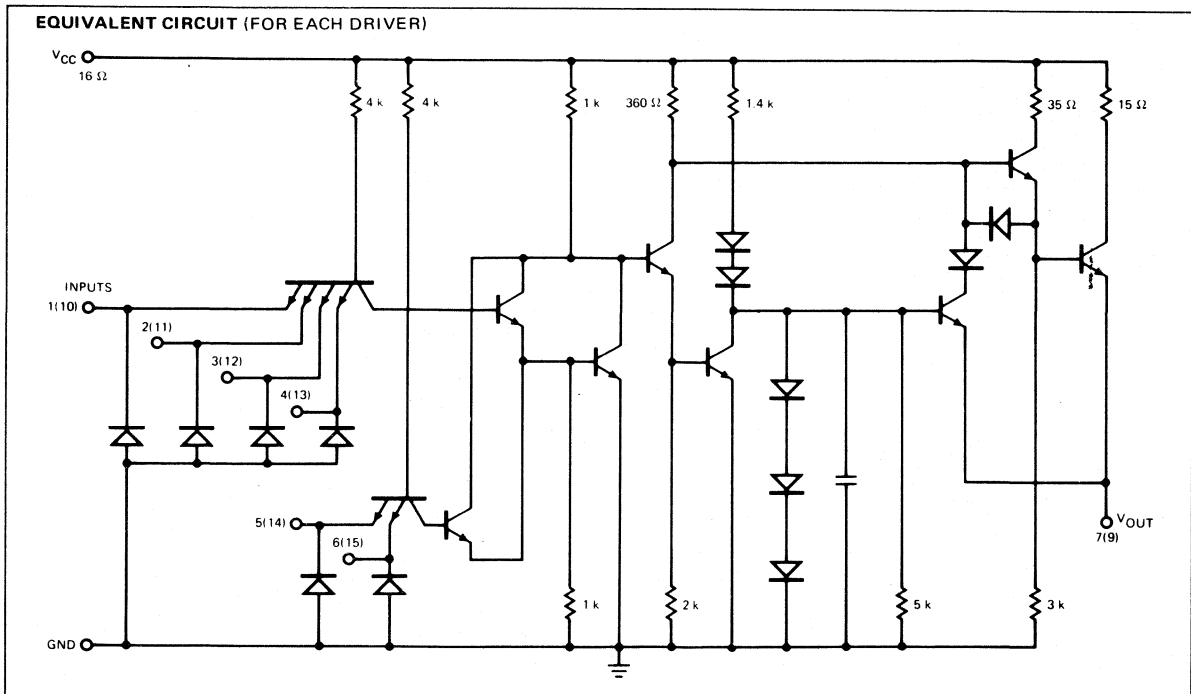 EQUIVALENT CIRCUIT (FOR EACH DRIVER)
VCC
16 Ω
4 k
4 k
1 k
360 Ω
1.4 k
35 Ω
15 Ω
INPUTS
1(10)
2(11)
3(12)
4(13)
5(14)
6(15)
VOUT
7(9)
1 k
2 k
5 k
3 k
GND